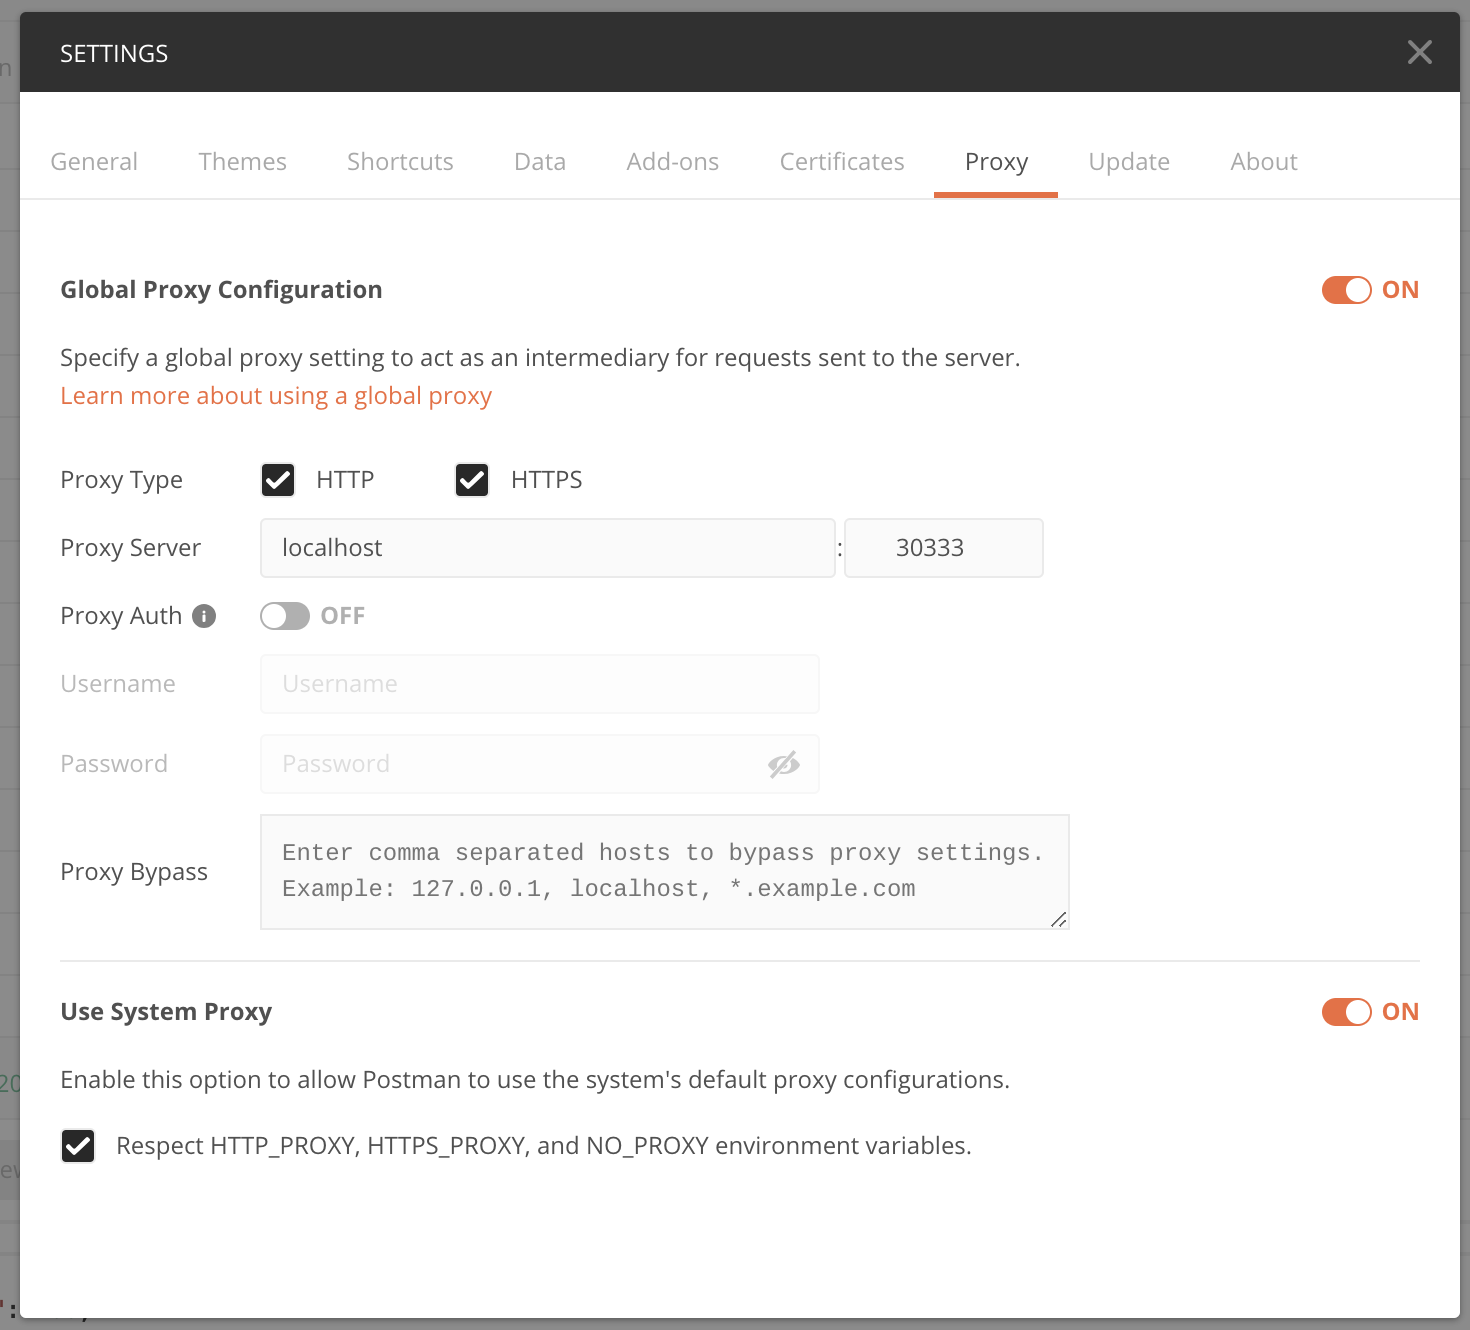 SETTINGS
General Themes Shortcuts Data Add-ons Certificates Proxy Update About
Global Proxy Configuration ON
Specify a global proxy setting to act as an intermediary for requests sent to the server.
Learn more about using a global proxy
Proxy Type HTTP HTTPS
Proxy Server localhost : 30333
Proxy Auth OFF
Username Username
Password Password
Proxy Bypass
Enter comma separated hosts to bypass proxy settings.
Example: 127.0.0.1, localhost, *.example.com
Use System Proxy ON
Enable this option to allow Postman to use the system's default proxy configurations.
Respect HTTP_PROXY, HTTPS_PROXY, and NO_PROXY environment variables.